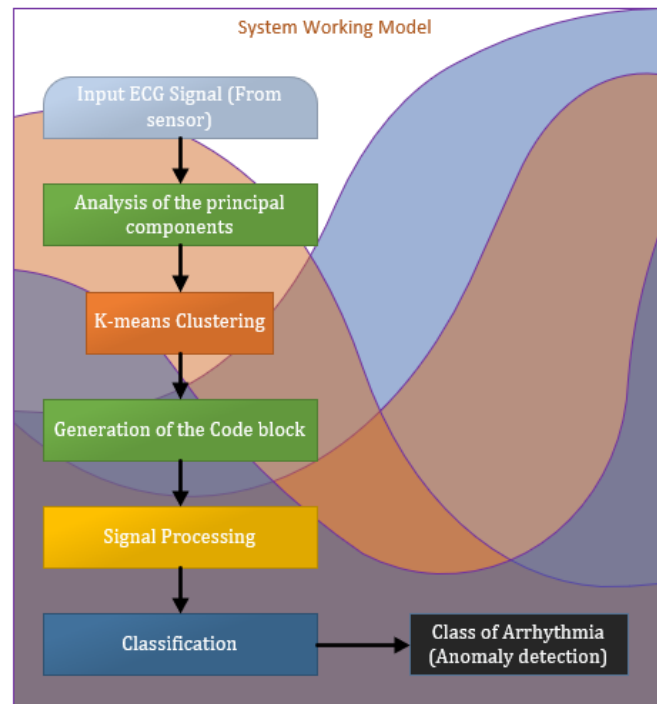 System Working Model
Input ECG Signal (From
sensor)
Analysis of the principal
components
K-means Clustering
Generation of the Code block
Signal Processing
Classification
Class of Arrhythmia
(Anomaly detection)